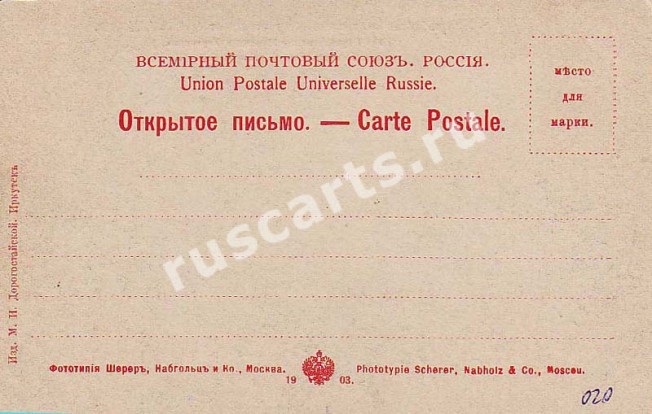 ВСЕМІРНЫЙ ПОЧТОВЫЙ СОЮЗЪ. РОССІЯ.
Union Postale Universelle Russie.
Открытое письмо. — Carte Postale.
мѣсто
для
марки.
Изд. М. И. Дорогостайской. Иркутскъ
ruscarts.ru
Фототипія Шереръ, Набгольцъ и Ко., Москва.
Phototypie Scherer, Nabholz & Co., Moscou.
19 03.
020